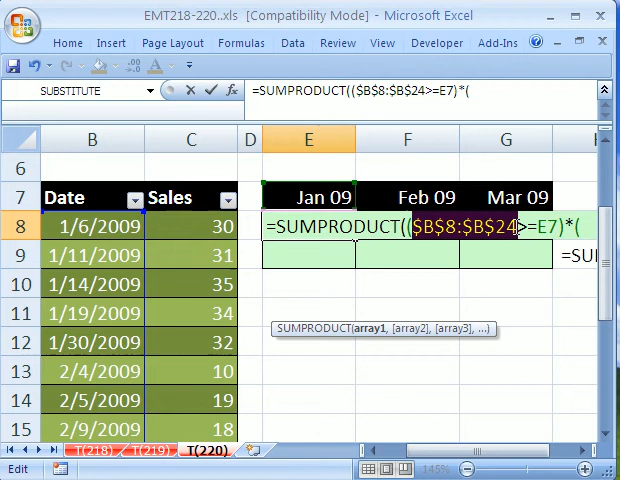 EMT218-220..xls [Compatibility Mode] - Microsoft Excel
Home Insert Page Layout Formulas Data Review View Developer Add-Ins
SUBSTITUTE =SUMPRODUCT(($B$8:$B$24>=E7)*(
B C D E F G
6
7 Date Sales Jan 09 Feb 09 Mar 09
8 1/6/2009 30 =SUMPRODUCT(($B$8:$B$24>=E7)*(
9 1/11/2009 31 =SU
10 1/14/2009 35
11 1/19/2009 34
SUMPRODUCT(array1, [array2], [array3], ...)
12 1/30/2009 32
13 2/4/2009 10
14 2/5/2009 19
15 2/9/2009 18
T(218) T(219) T(220)
Edit 145%